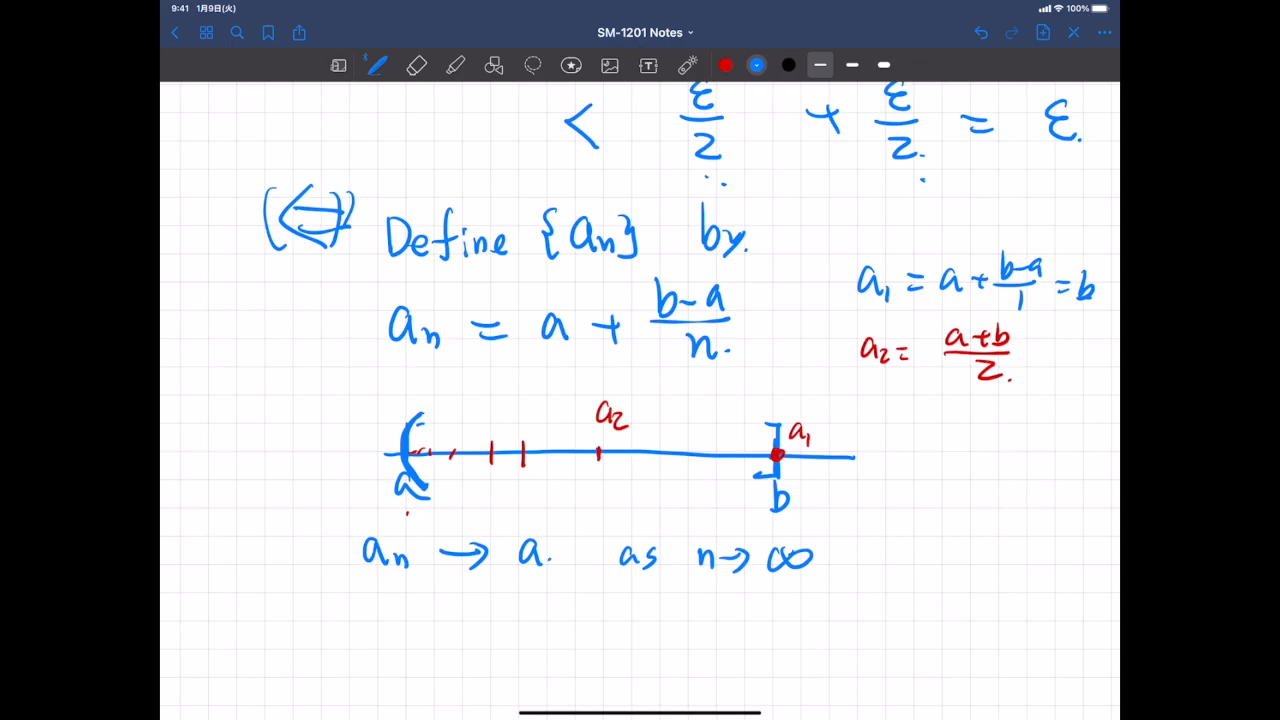 9:41 1月9日(火) 100%
SM-1201 Notes
< ε/2 + ε/2 = ε.
(⇐) Define {an} by.
an = a + (b-a)/n.
a1 = a + (b-a)/1 = b
a2 = (a+b)/2.
a2 a1
a b
an → a. as n → ∞